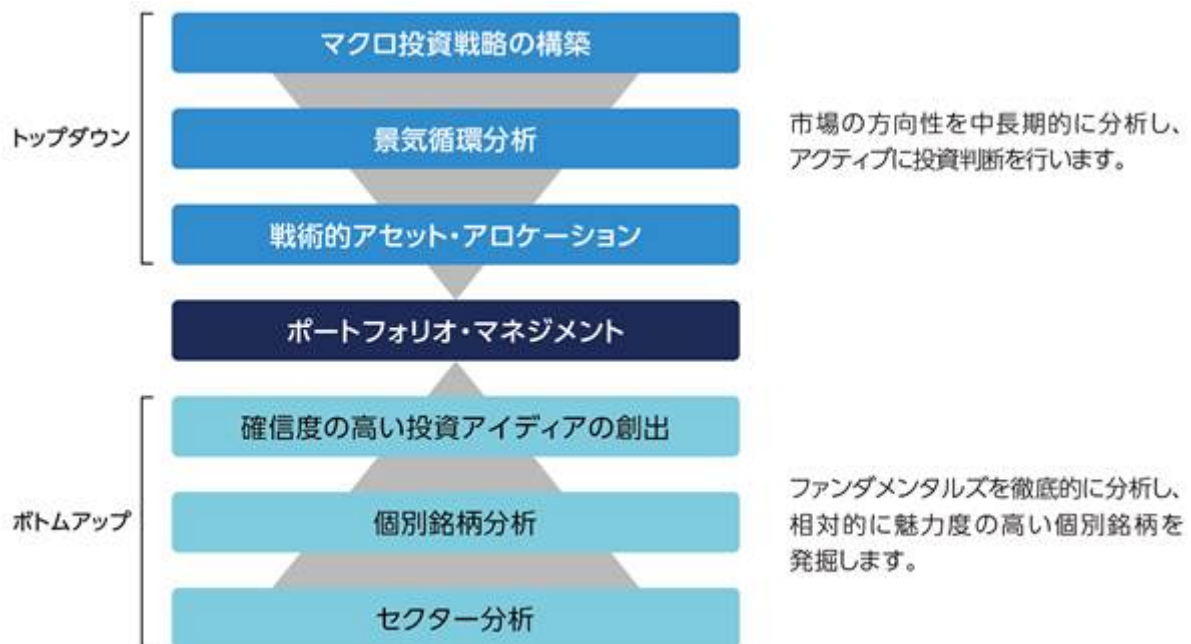 マクロ投資戦略の構築
トップダウン
景気循環分析
市場の方向性を中長期的に分析し、
アクティブに投資判断を行います。
戦術的アセット・アロケーション
ポートフォリオ・マネジメント
確信度の高い投資アイディアの創出
ボトムアップ
個別銘柄分析
ファンダメンタルズを徹底的に分析し、
相対的に魅力度の高い個別銘柄を
発掘します。
セクター分析